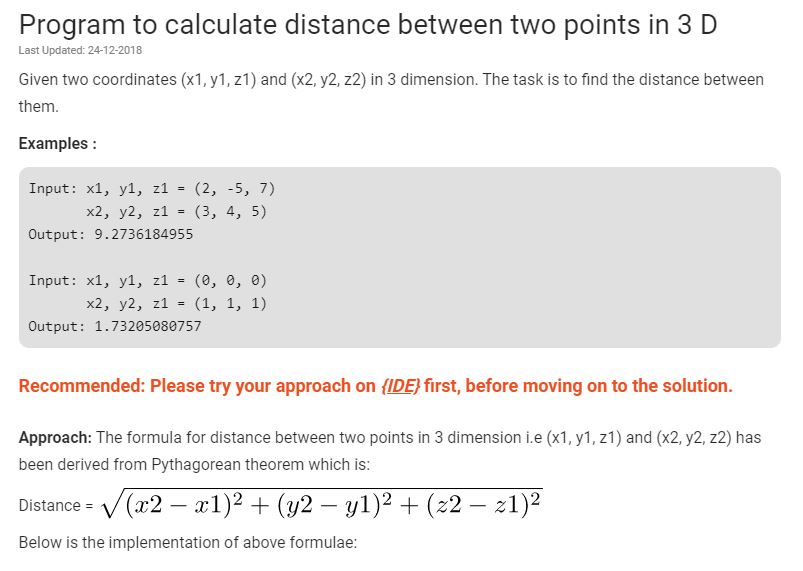 Program to calculate distance between two points in 3 D
Last Updated: 24-12-2018
Given two coordinates (x1, y1, z1) and (x2, y2, z2) in 3 dimension. The task is to find the distance between
them.
Examples :
Input: x1, y1, z1 = (2, -5, 7)
x2, y2, z1 = (3, 4, 5)
Output: 9.2736184955
Input: x1, y1, z1 = (0, 0, 0)
x2, y2, z1 = (1, 1, 1)
Output: 1.73205080757
Recommended: Please try your approach on {IDE} first, before moving on to the solution.
Approach: The formula for distance between two points in 3 dimension i.e (x1, y1, z1) and (x2, y2, z2) has
been derived from Pythagorean theorem which is:
Distance = √(x2 − x1)² + (y2 − y1)² + (z2 − z1)²
Below is the implementation of above formulae: